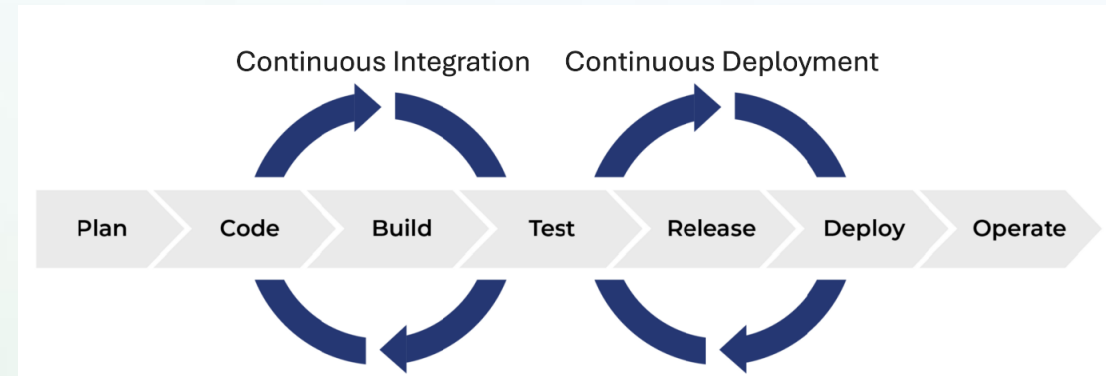 Continuous Integration Continuous Deployment
Plan Code Build Test Release Deploy Operate